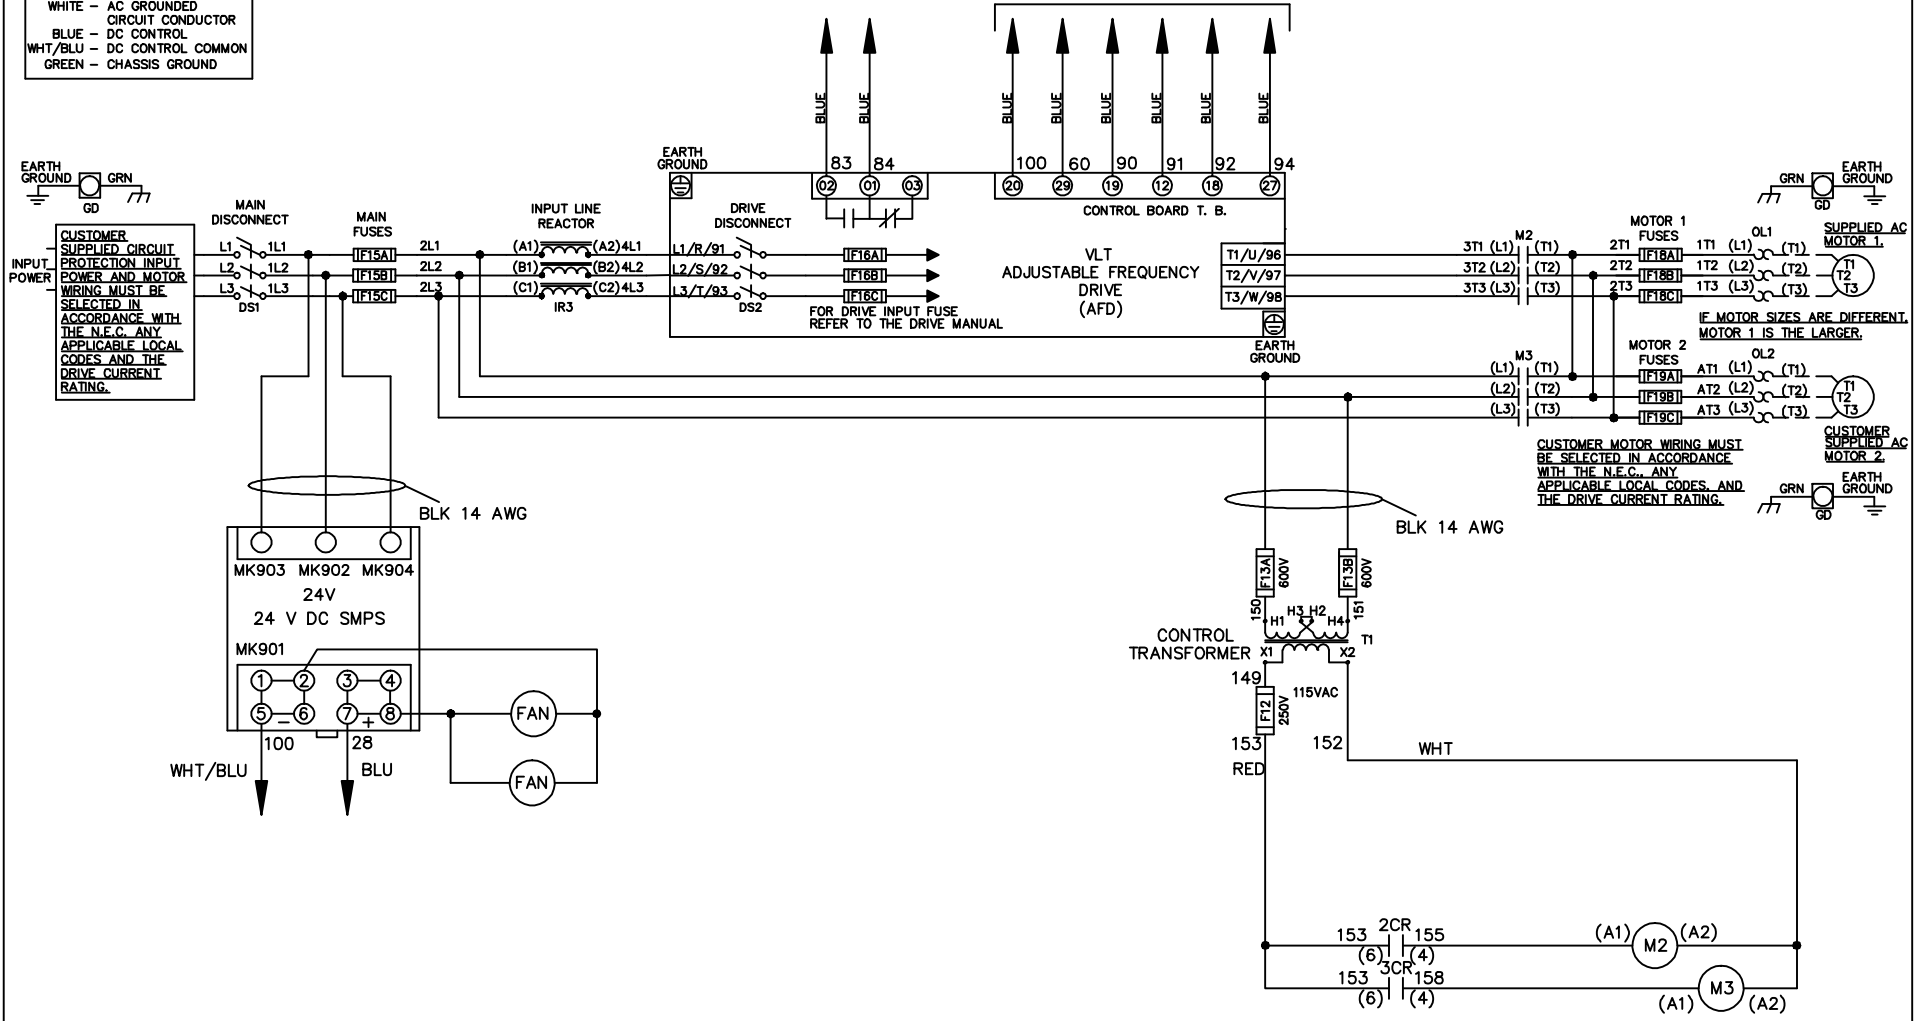 WHITE – AC GROUNDED
CIRCUIT CONDUCTOR
BLUE – DC CONTROL
WHT/BLU – DC CONTROL COMMON
GREEN – CHASSIS GROUND
BLUE
BLUE
BLUE
BLUE
BLUE
BLUE
BLUE
BLUE
83
84
100
60
90
91
92
94
02
01
03
20
29
19
12
18
27
CONTROL BOARD T. B.
EARTH
GROUND
GRN
GD
INPUT
POWER
CUSTOMER
SUPPLIED CIRCUIT
PROTECTION INPUT
POWER AND MOTOR
WIRING MUST BE
SELECTED IN
ACCORDANCE WITH
THE N.E.C. ANY
APPLICABLE LOCAL
CODES AND THE
DRIVE CURRENT
RATING.
MAIN
DISCONNECT
L1
1L1
L2
1L2
L3
1L3
DS1
MAIN
FUSES
F15A
F15B
F15C
2L1
2L2
2L3
INPUT LINE
REACTOR
(A1)
(A2)4L1
(B1)
(B2)4L2
(C1)
(C2)4L3
IR3
EARTH
GROUND
L1/R/91
L2/S/92
L3/T/93
DRIVE
DISCONNECT
DS2
F16A
F16B
F16C
FOR DRIVE INPUT FUSE
REFER TO THE DRIVE MANUAL
VLT
ADJUSTABLE FREQUENCY
DRIVE
(AFD)
T1/U/96
T2/V/97
T3/W/98
EARTH
GROUND
M2
3T1 (L1)
(T1)
3T2 (L2)
(T2)
3T3 (L3)
(T3)
MOTOR 1
FUSES
2T1
F18A
1T1 (L1)
2T2
F18B
1T2 (L2)
2T3
F18C
1T3 (L3)
OL1
(T1)
(T2)
(T3)
GRN
GD
EARTH
GROUND
SUPPLIED AC
MOTOR 1.
T1
T2
T3
IF MOTOR SIZES ARE DIFFERENT,
MOTOR 1 IS THE LARGER.
M3
(L1)
(T1)
(L2)
(T2)
(L3)
(T3)
MOTOR 2
FUSES
F19A
AT1 (L1)
F19B
AT2 (L2)
F19C
AT3 (L3)
OL2
(T1)
(T2)
(T3)
T1
T2
T3
CUSTOMER
SUPPLIED AC
MOTOR 2.
CUSTOMER MOTOR WIRING MUST
BE SELECTED IN ACCORDANCE
WITH THE N.E.C., ANY
APPLICABLE LOCAL CODES, AND
THE DRIVE CURRENT RATING.
GRN
GD
EARTH
GROUND
BLK 14 AWG
MK903
MK902
MK904
24V
24 V DC SMPS
MK901
1
2
3
4
5
–
6
7
+
8
100
28
WHT/BLU
BLU
FAN
FAN
BLK 14 AWG
F13A
600V
F13B
600V
150
151
H1
H3
H2
H4
CONTROL
TRANSFORMER
T1
X1
X2
149
115VAC
F12
250V
153
152
RED
WHT
2CR
153
155
(6)
(4)
(A1)
M2
(A2)
3CR
153
158
(6)
(4)
(A1)
M3
(A2)